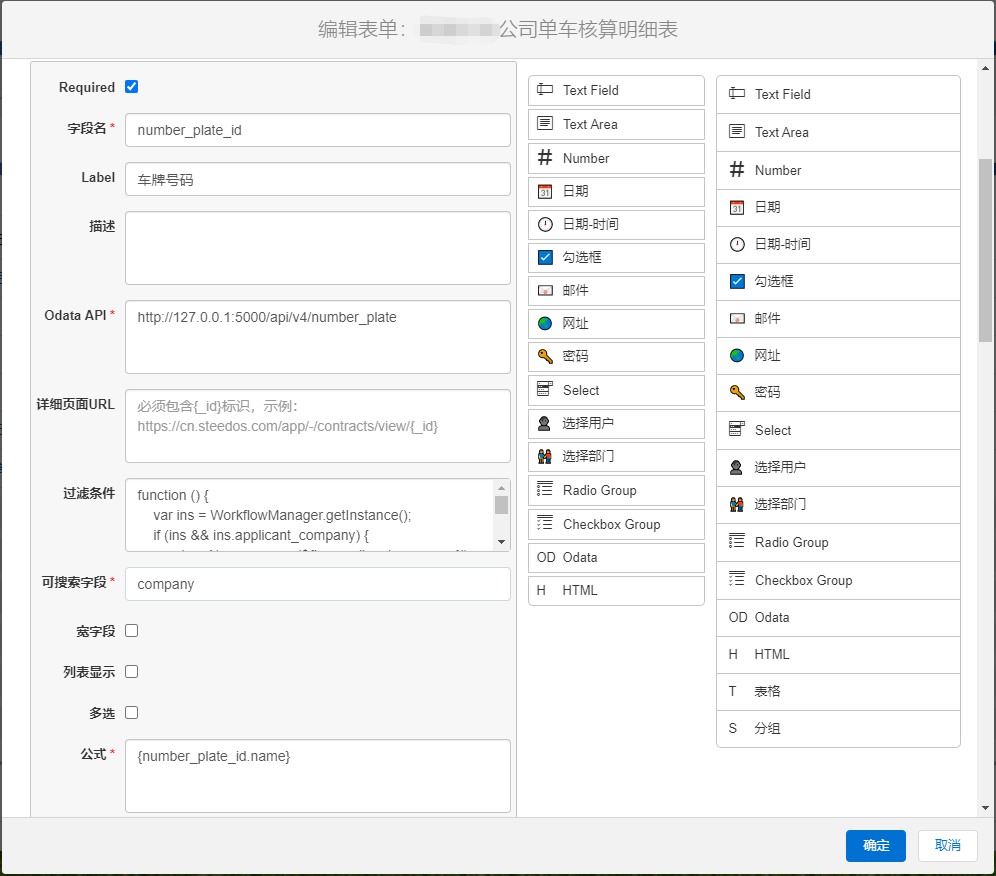 编辑表单：公司单车核算明细表
Required
字段名 *
number_plate_id
Label
车牌号码
描述
Odata API *
http://127.0.0.1:5000/api/v4/number_plate
详细页面URL
必须包含{_id}标识，示例：
https://cn.steedos.com/app/-/contracts/view/{_id}
过滤条件
function () {
var ins = WorkflowManager.getInstance();
if (ins && ins.applicant_company) {
可搜索字段 *
company
宽字段
列表显示
多选
公式 *
{number_plate_id.name}
Text Field
Text Area
Number
日期
日期-时间
勾选框
邮件
网址
密码
Select
选择用户
选择部门
Radio Group
Checkbox Group
OD Odata
H HTML
Text Field
Text Area
Number
日期
日期-时间
勾选框
邮件
网址
密码
Select
选择用户
选择部门
Radio Group
Checkbox Group
OD Odata
H HTML
T 表格
S 分组
确定
取消